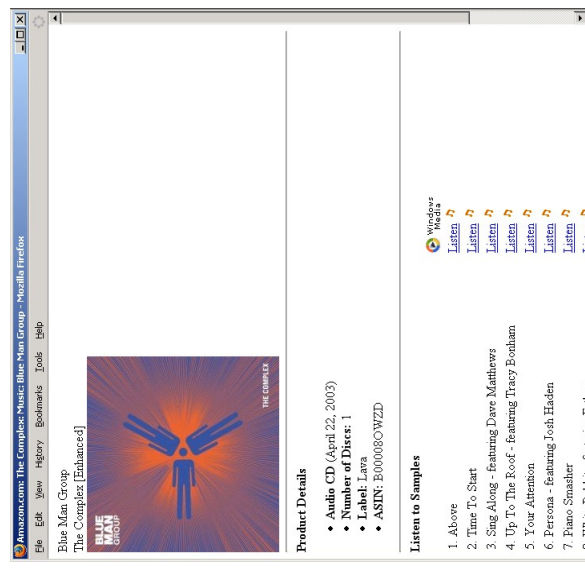 Amazon.com: The Complex: Music: Blue Man Group - Mozilla Firefox
File Edit View History Bookmarks Tools Help
Blue Man Group
The Complex [Enhanced]
BLUE
MAN
GROUP
THE COMPLEX
Product Details
• Audio CD (April 22, 2003)
• Number of Discs: 1
• Label: Lava
• ASIN: B00008OWZD
Listen to Samples
Windows
Media
1. Above Listen
2. Time To Start Listen
3. Sing Along - featuring Dave Matthews Listen
4. Up To The Roof - featuring Tracy Bonham Listen
5. Your Attention Listen
6. Persona - featuring Josh Haden Listen
7. Piano Smasher Listen